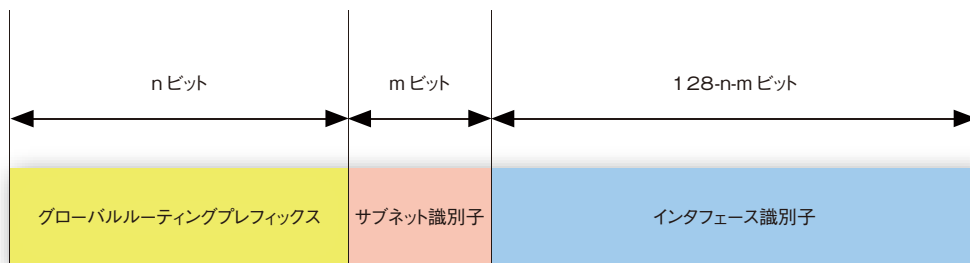 n ビット
m ビット
128-n-m ビット
グローバルルーティングプレフィックス
サブネット識別子
インタフェース識別子